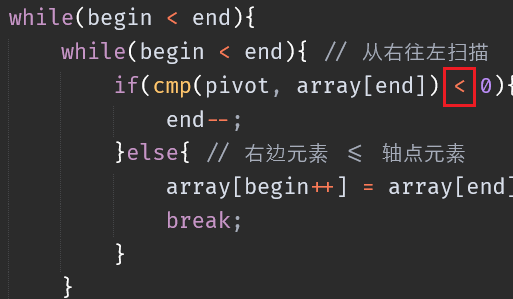 while(begin < end){
while(begin < end){ // 从右往左扫描
if(cmp(pivot, array[end]) < 0){
end--;
}else{ // 右边元素 <= 轴点元素
array[begin++] = array[end]
break;
}
}